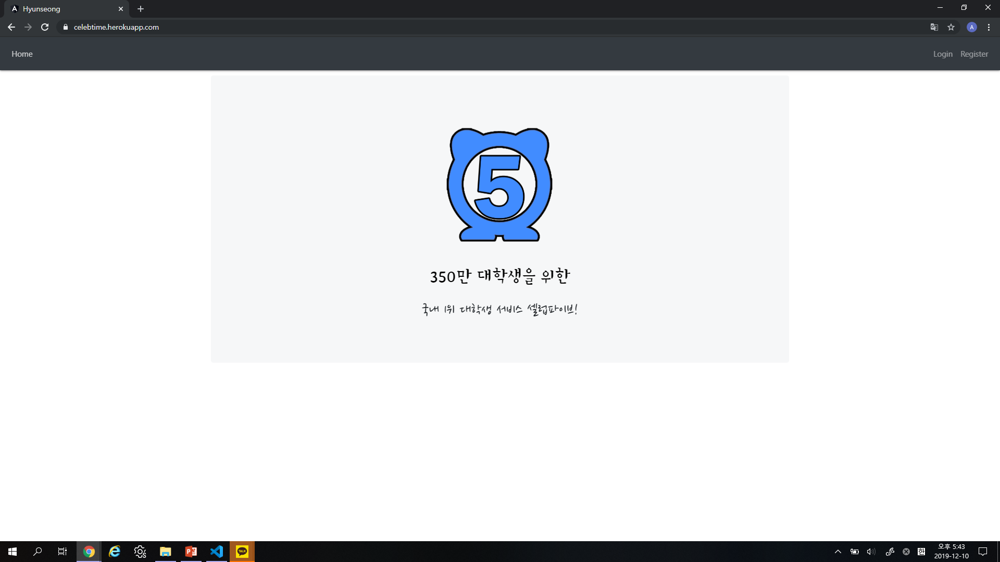 Hyunseong
celebtime.herokuapp.com
A
Home
Login Register
5
350만 대학생을 위한
국내 1위 대학생 서비스 셀럽파이브!
TALK
한
오후 5:43
2019-12-10